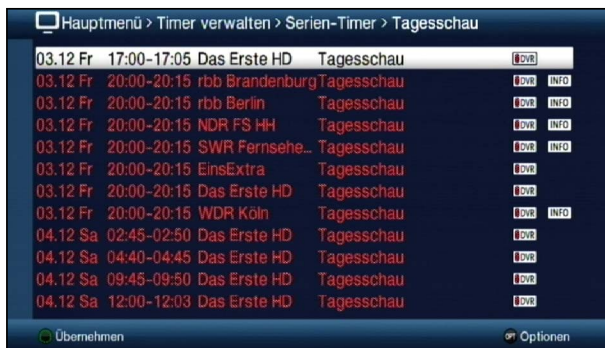 Hauptmenü > Timer verwalten > Serien-Timer > Tagesschau
03.12 Fr 17:00-17:05 Das Erste HD Tagesschau DVR
03.12 Fr 20:00-20:15 rbb Brandenburg Tagesschau DVR INFO
03.12 Fr 20:00-20:15 rbb Berlin Tagesschau DVR INFO
03.12 Fr 20:00-20:15 NDR FS HH Tagesschau DVR INFO
03.12 Fr 20:00-20:15 SWR Fernsehe... Tagesschau DVR INFO
03.12 Fr 20:00-20:15 EinsExtra Tagesschau DVR
03.12 Fr 20:00-20:15 Das Erste HD Tagesschau DVR
03.12 Fr 20:00-20:15 WDR Köln Tagesschau DVR INFO
04.12 Sa 02:45-02:50 Das Erste HD Tagesschau DVR
04.12 Sa 04:40-04:45 Das Erste HD Tagesschau DVR
04.12 Sa 09:45-09:50 Das Erste HD Tagesschau DVR
04.12 Sa 12:00-12:03 Das Erste HD Tagesschau DVR
Übernehmen OPT Optionen